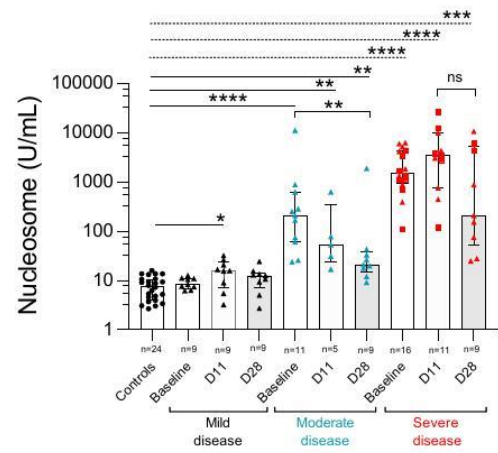 ***
****
****
**
**
****
**
ns
*
Nucleosome (U/mL)
100000
10000
1000
100
10
1
n=24 n=9 n=9 n=9 n=11 n=5 n=9 n=16 n=11 n=9
Controls Baseline D11 D28 Baseline D11 D28 Baseline D11 D28
Mild Moderate Severe
disease disease disease